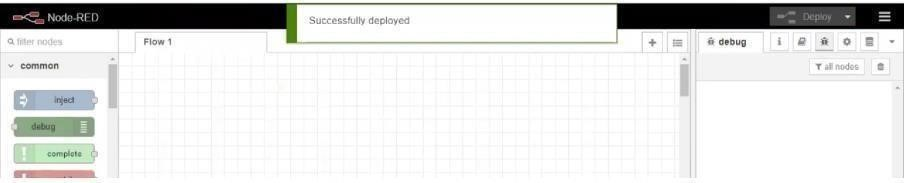 Node-RED
Successfully deployed
Deploy
filter nodes
Flow 1
debug
i
common
all nodes
inject
debug
complete